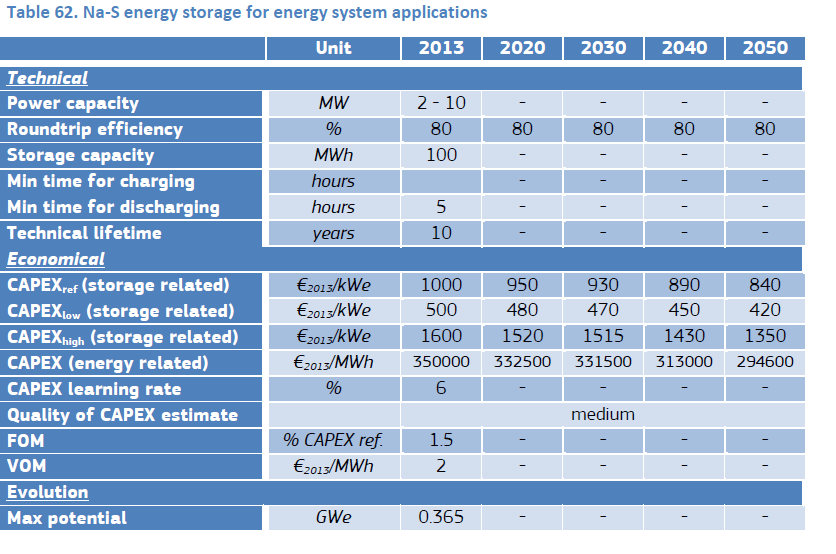 Table 62. Na-S energy storage for energy system applications
Unit 2013 2020 2030 2040 2050
Technical
Power capacity MW 2 - 10 - - - -
Roundtrip efficiency % 80 80 80 80 80
Storage capacity MWh 100 - - - -
Min time for charging hours - - - -
Min time for discharging hours 5 - - - -
Technical lifetime years 10 - - - -
Economical
CAPEXref (storage related) €2013/kWe 1000 950 930 890 840
CAPEXlow (storage related) €2013/kWe 500 480 470 450 420
CAPEXhigh (storage related) €2013/kWe 1600 1520 1515 1430 1350
CAPEX (energy related) €2013/MWh 350000 332500 331500 313000 294600
CAPEX learning rate % 6 - - - -
Quality of CAPEX estimate medium
FOM % CAPEX ref. 1.5 - - - -
VOM €2013/MWh 2 - - - -
Evolution
Max potential GWe 0.365 - - - -